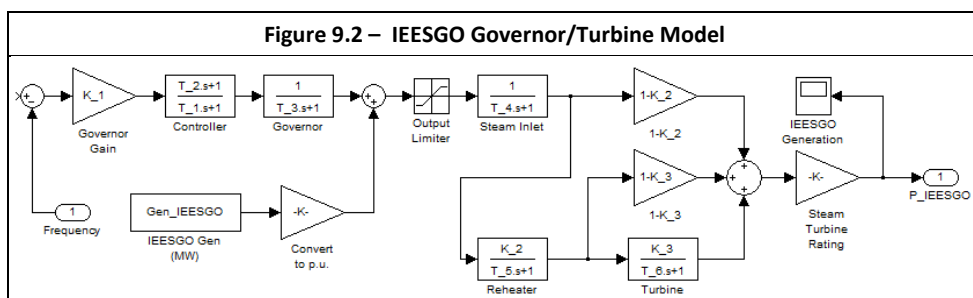 Figure 9.2 – IEESGO Governor/Turbine Model
K_1
Governor
Gain
T_2.s+1
T_1.s+1
Controller
1
T_3.s+1
Governor
Output
Limiter
1
T_4.s+1
Steam Inlet
1-K_2
1-K_2
IEESGO
Generation
1
Frequency
Gen_IEESGO
IEESGO Gen
(MW)
-K-
Convert
to p.u.
1-K_3
1-K_3
-K-
Steam
Turbine
Rating
1
P_IEESGO
K_2
T_5.s+1
Reheater
K_3
T_6.s+1
Turbine